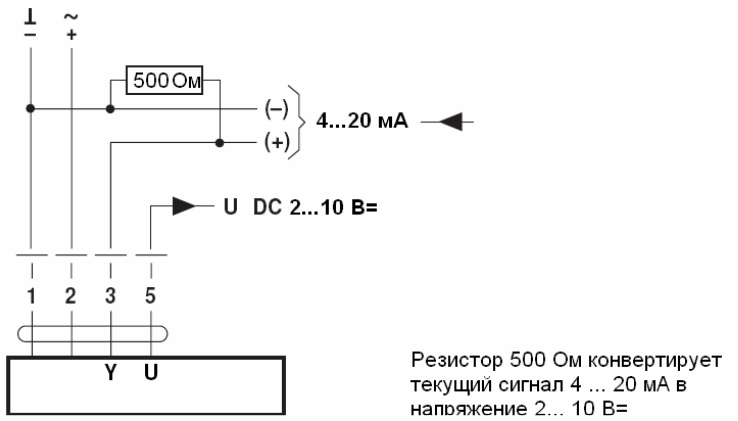 ⊥ ~
– +
500 Ом
(–)
4...20 мА
(+)
U DC 2...10 В=
1 2 3 5
Y U
Резистор 500 Ом конвертирует
текущий сигнал 4 ... 20 мА в
напряжение 2... 10 В=